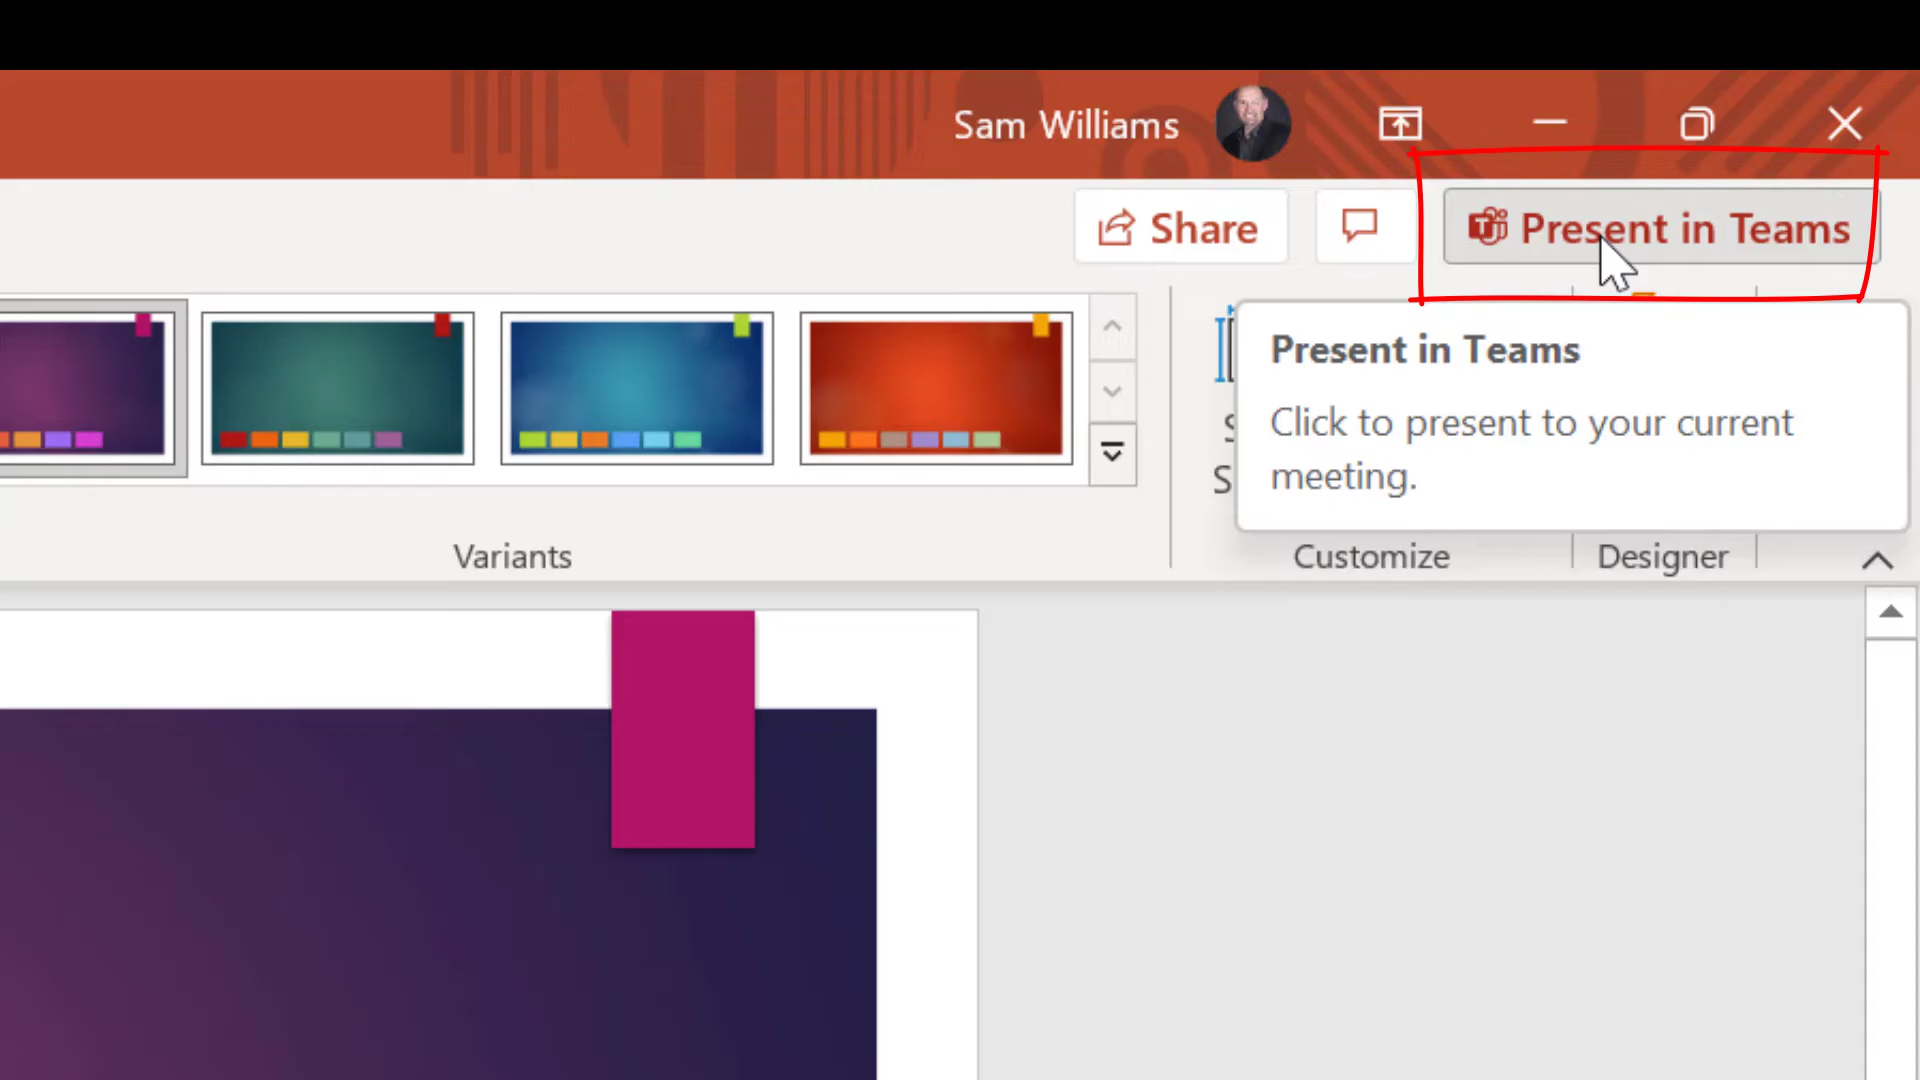 Sam Williams
Share
Present in Teams
Present in Teams
Click to present to your current
meeting.
S
Variants
Customize
Designer